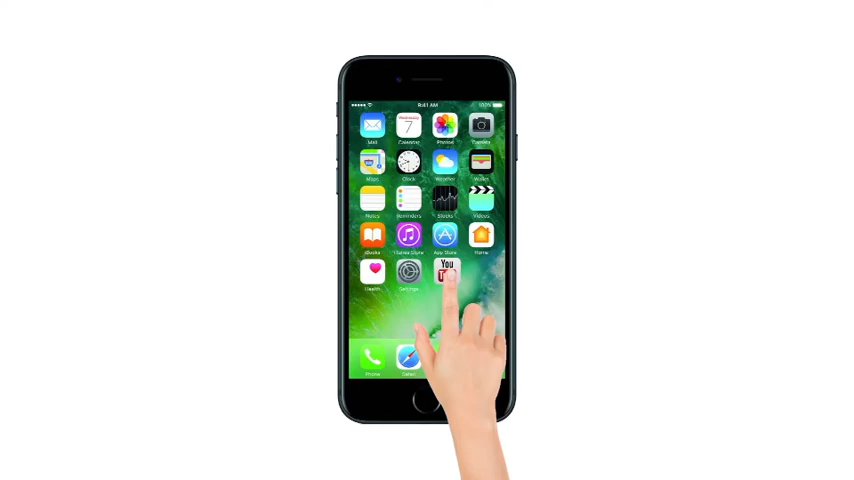 9:41 AM 100%
Wednesday
7
Mail Calendar Photos Camera
Maps Clock Weather Wallet
Notes Reminders Stocks Videos
iBooks iTunes Store App Store Home
You
Health Settings
Phone Safari